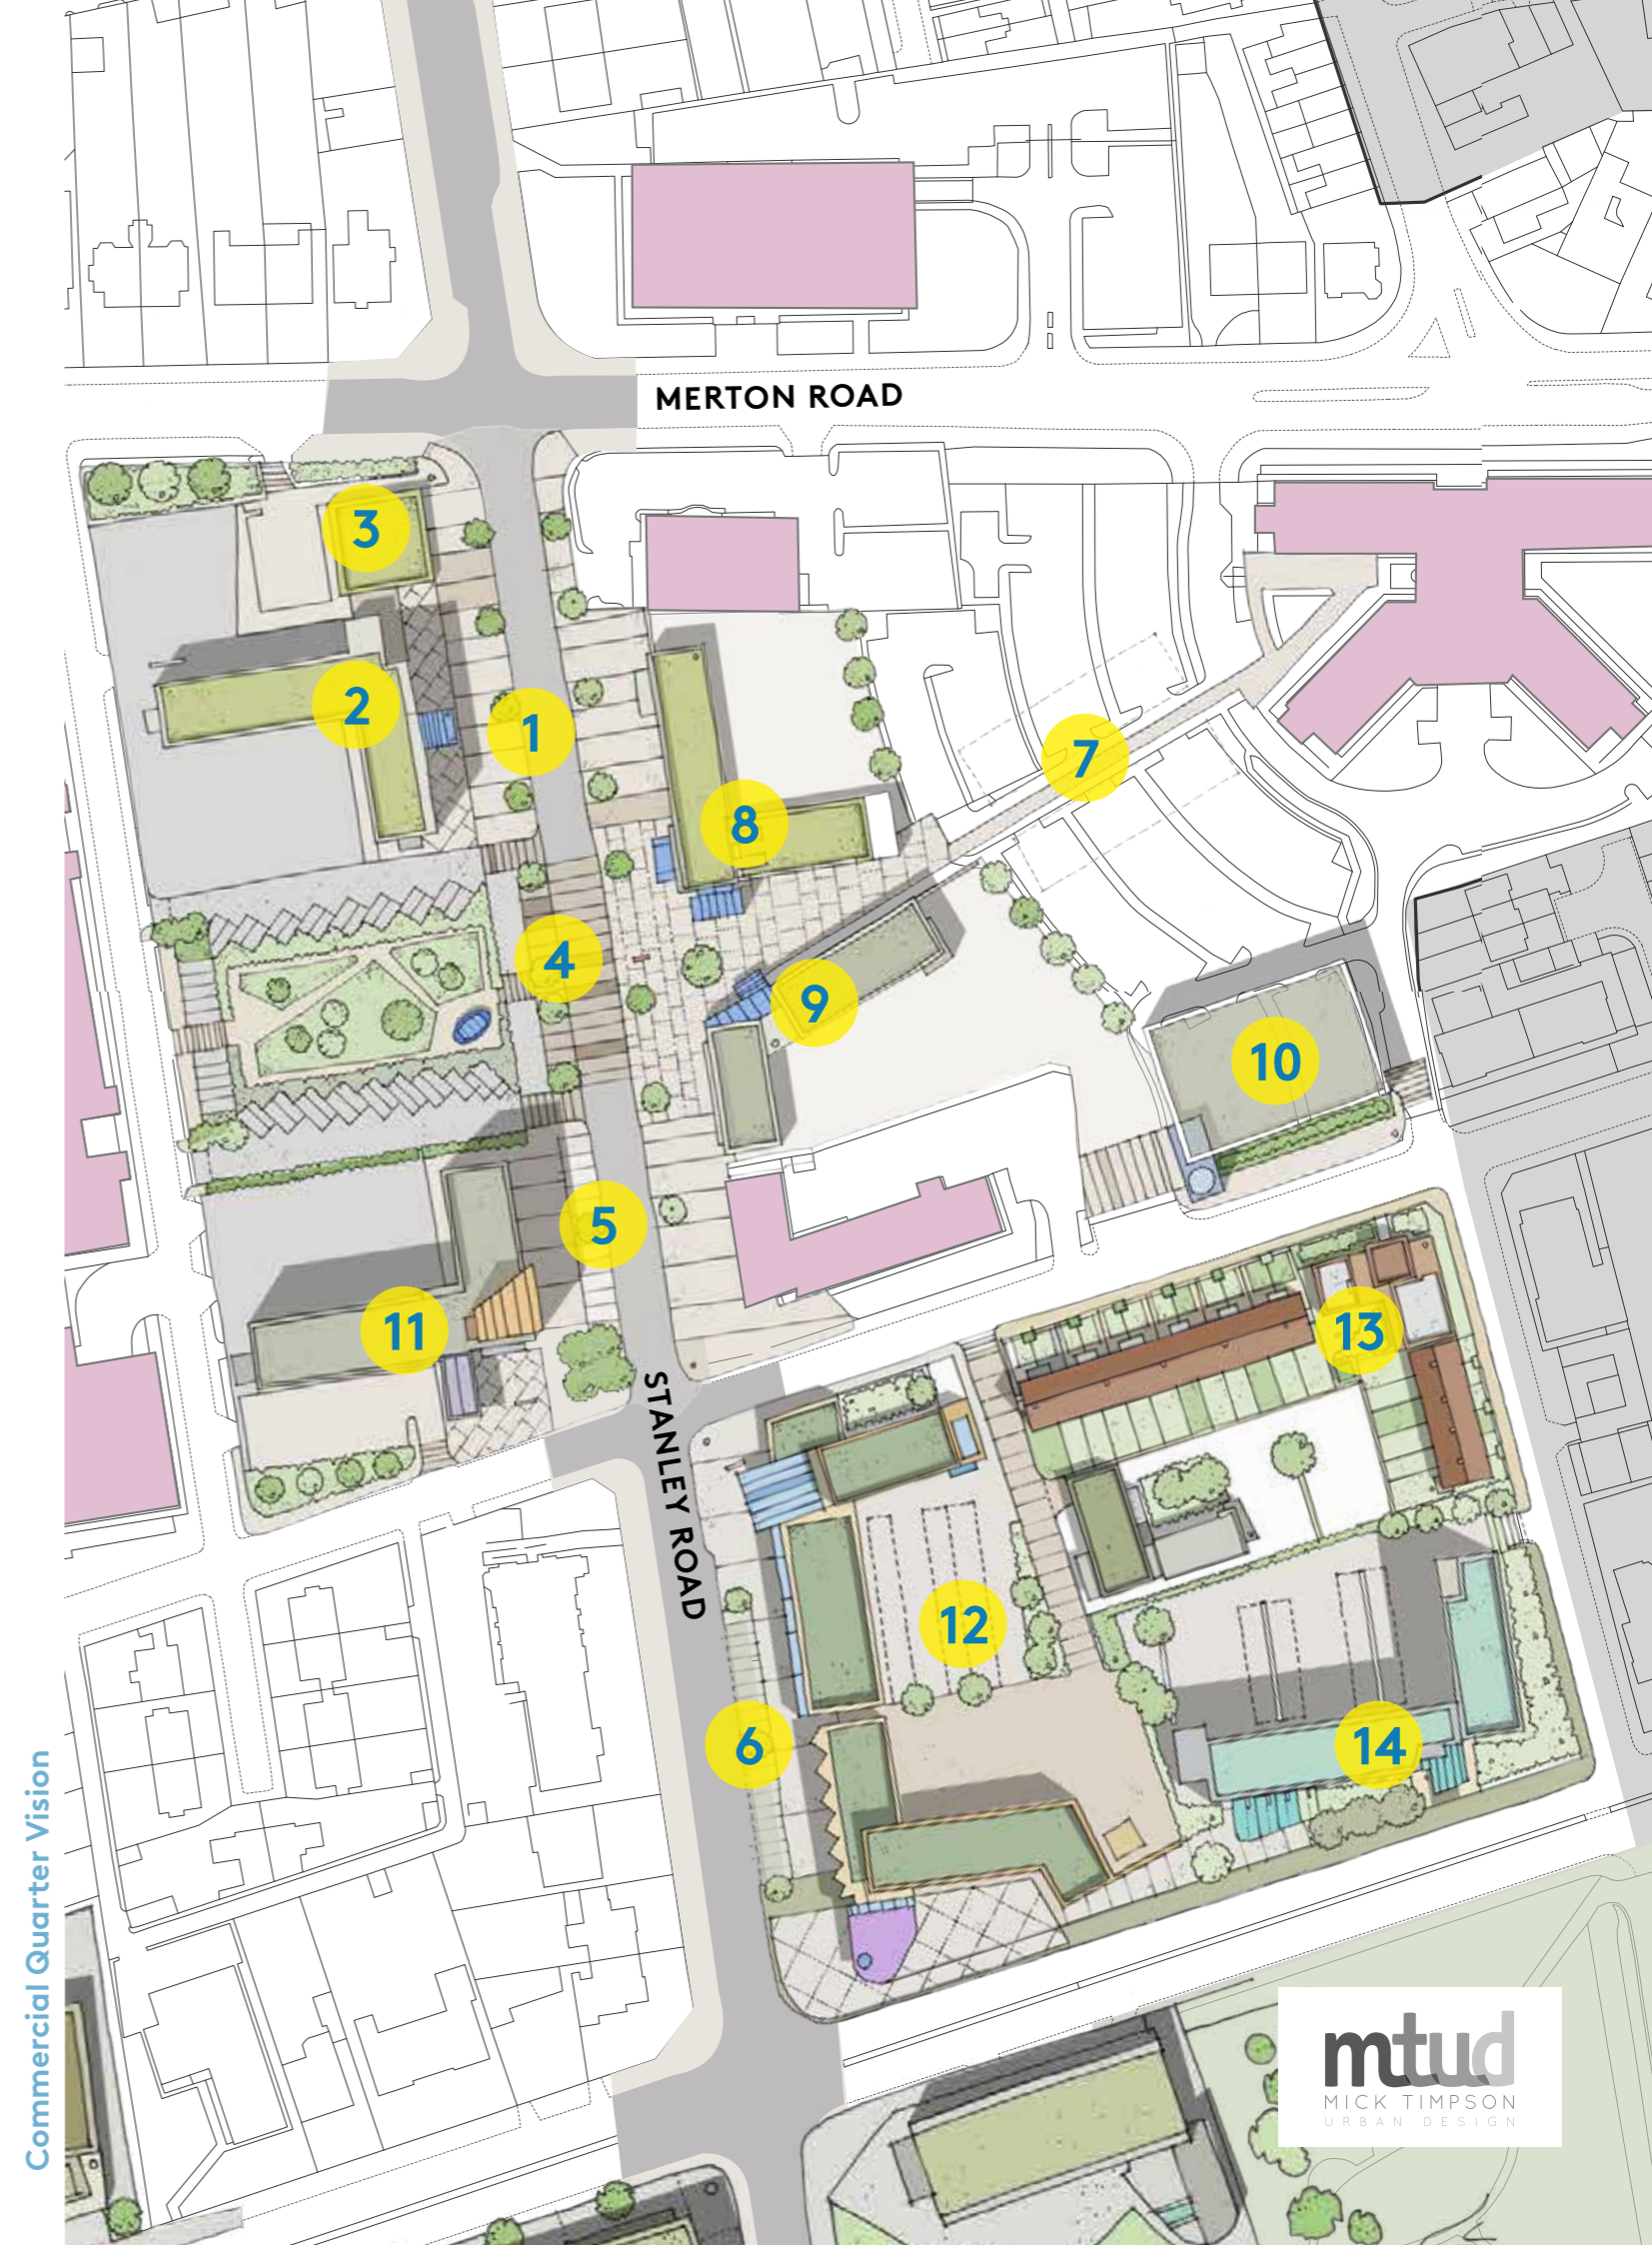 MERTON ROAD
3
2
1
7
8
4
9
10
5
11
13
STANLEY ROAD
12
6
14
Commercial Quarter Vision
mtud
MICK TIMPSON
URBAN DESIGN